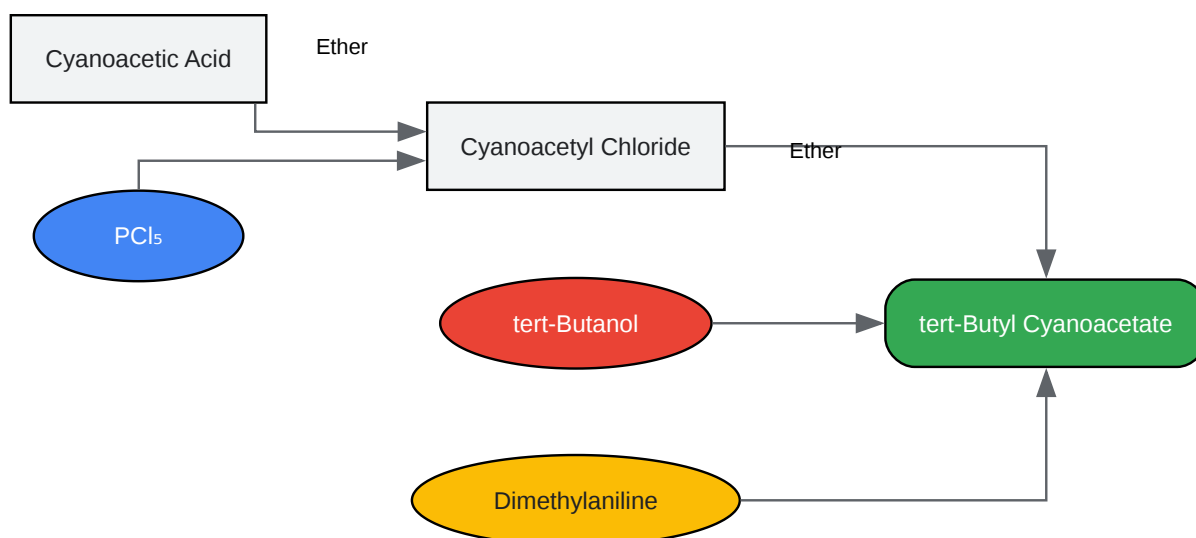 Cyanoacetic Acid
Ether
Cyanoacetyl Chloride
Ether
PCl₅
tert-Butanol
tert-Butyl Cyanoacetate
Dimethylaniline